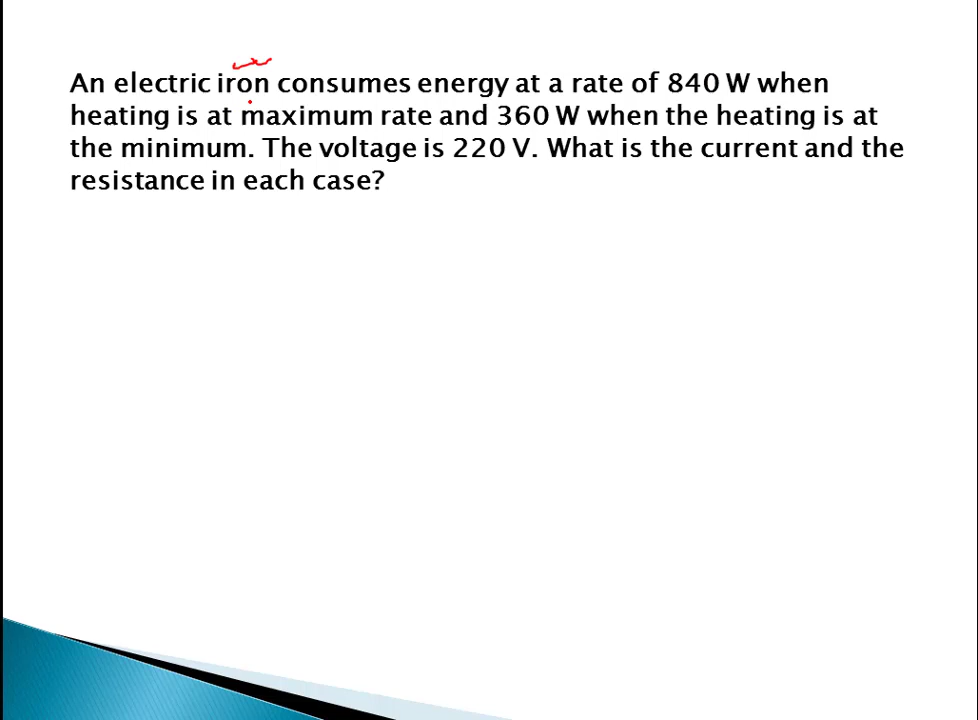 An electric iron consumes energy at a rate of 840 W when
heating is at maximum rate and 360 W when the heating is at
the minimum. The voltage is 220 V. What is the current and the
resistance in each case?